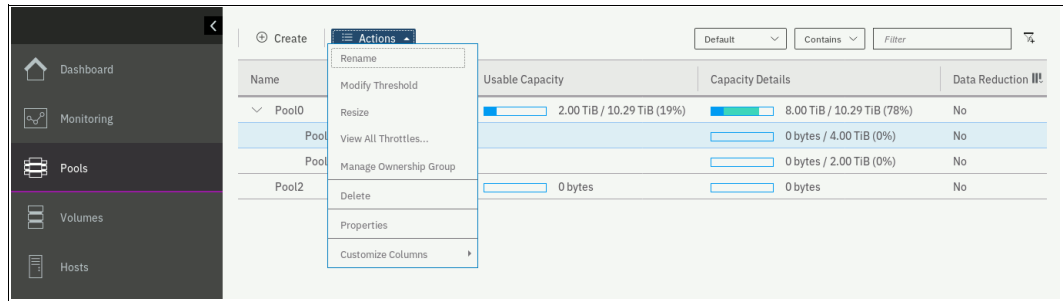 Create
Actions
Default
Contains
Filter
Rename
Modify Threshold
Resize
View All Throttles...
Manage Ownership Group
Delete
Properties
Customize Columns
Dashboard
Monitoring
Pools
Volumes
Hosts
Name Usable Capacity Capacity Details Data Reduction
Pool0 2.00 TiB / 10.29 TiB (19%) 8.00 TiB / 10.29 TiB (78%) No
Pool 0 bytes / 4.00 TiB (0%) No
Pool 0 bytes / 2.00 TiB (0%) No
Pool2 0 bytes 0 bytes No